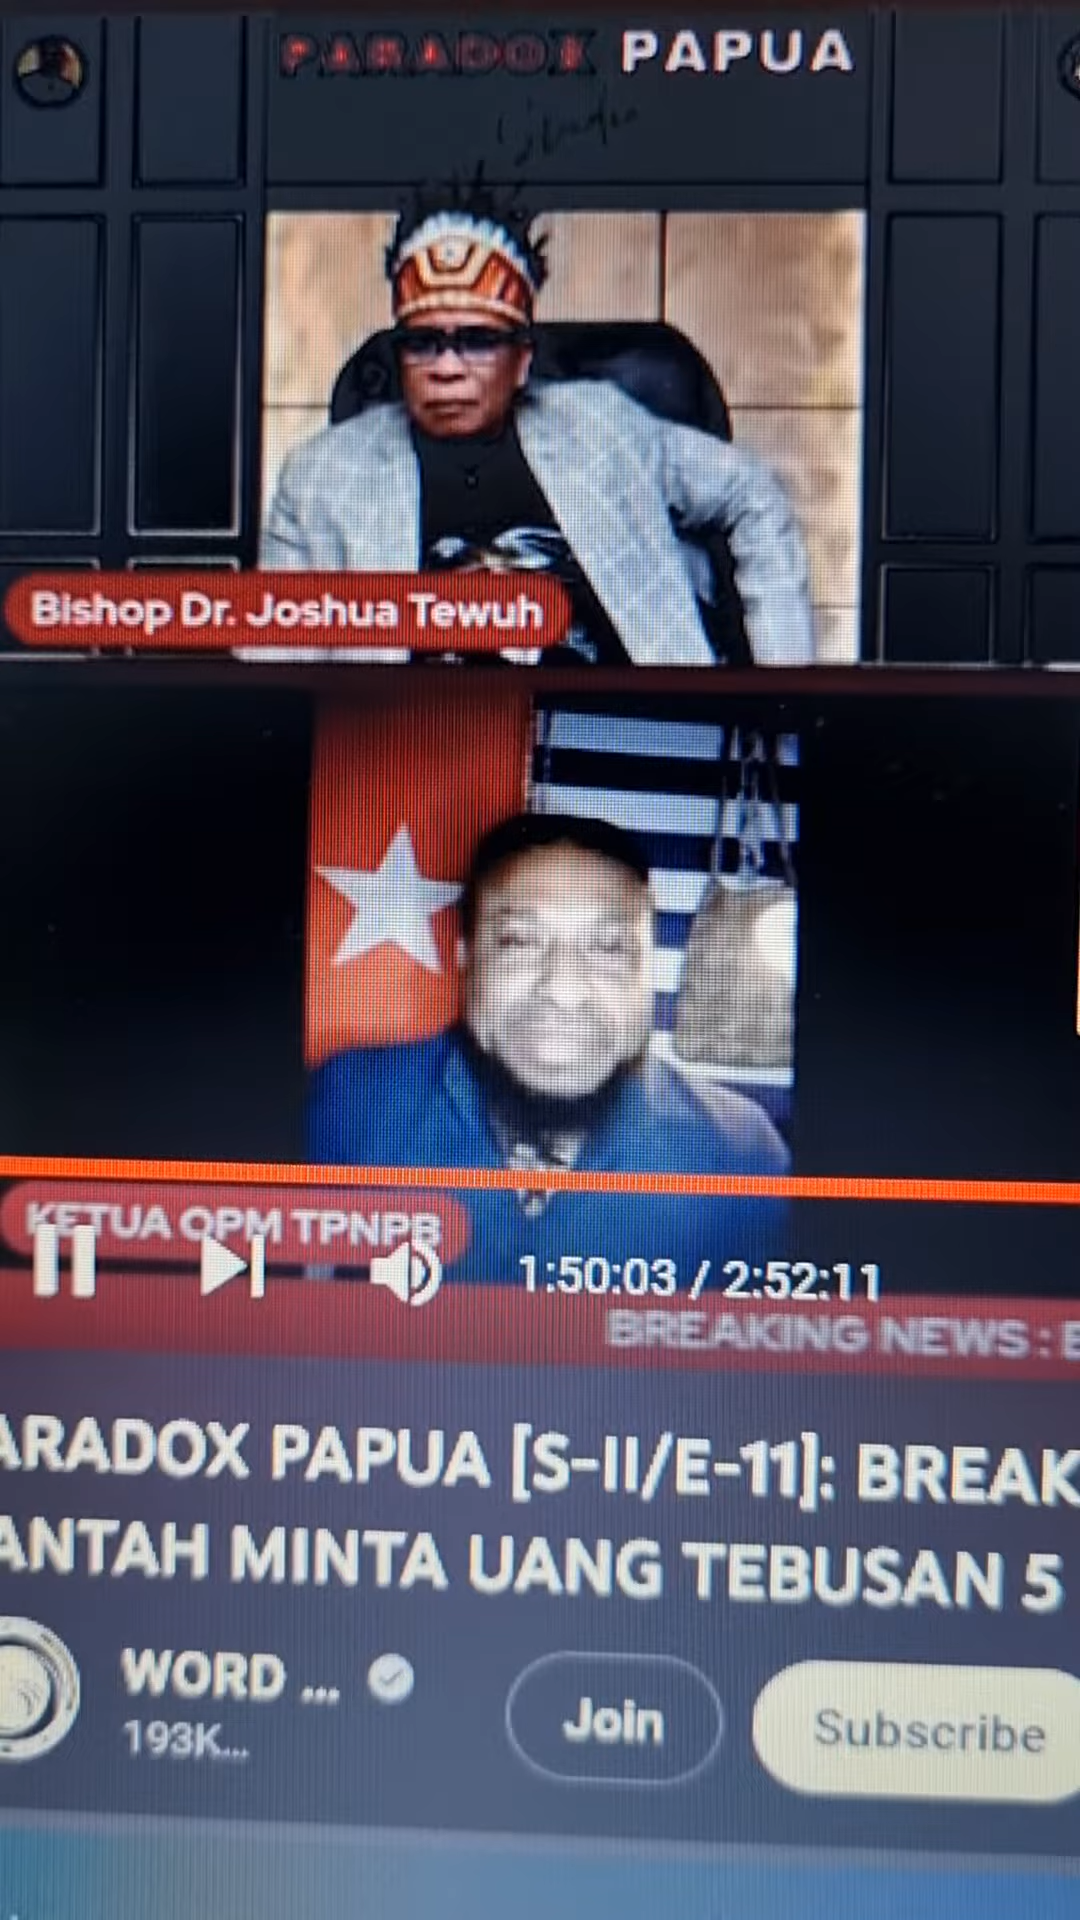 PARADOX PAPUA
Studio
Bishop Dr. Joshua Tewuh
KETUA OPM TPNPB
1:50:03 / 2:52:11
BREAKING NEWS : B
ARADOX PAPUA [S-II/E-11]: BREAK
ANTAH MINTA UANG TEBUSAN 5
WORD ...
193K...
Join
Subscribe